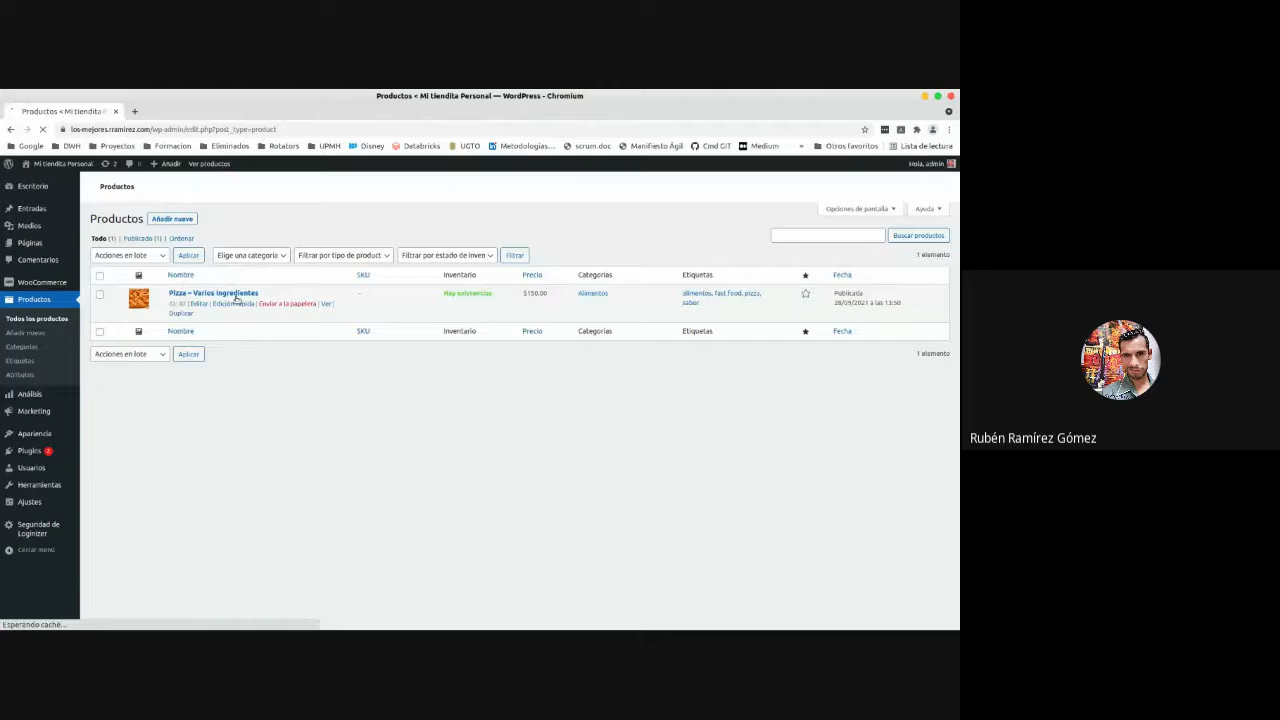 Productos < Mi tiendita Personal — WordPress - Chromium
Productos < Mi tiendita P
los-mejores.rramirez.com/wp-admin/edit.php?post_type=product
Google DWH Proyectos Formacion Eliminados Rotators UPMH Disney Databricks UGTO Metodologías... scrum.doc Manifiesto Ágil Cmd GIT Medium » Otros favoritos Lista de lectura
Mi tiendita Personal 2 0 Añadir Ver productos Hola, admin
Escritorio
Entradas
Medios
Páginas
Comentarios
WooCommerce
Productos
Todos los productos
Añadir nuevo
Categorías
Etiquetas
Atributos
Análisis
Marketing
Apariencia
Plugins 2
Usuarios
Herramientas
Ajustes
Seguridad de
Loginizer
Cerrar menú
Productos
Opciones de pantalla Ayuda
Productos Añadir nuevo
Todo (1) | Publicado (1) | Ordenar
Buscar productos
Acciones en lote Aplicar Elige una categoría Filtrar por tipo de product Filtrar por estado de inven Filtrar 1 elemento
Nombre SKU Inventario Precio Categorías Etiquetas Fecha
Pizza – Varios Ingredientes – Hay existencias $150.00 Alimentos alimentos, fast food, pizza, sabor Publicada 28/09/2021 a las 13:50
Editar | Edición rápida | Enviar a la papelera | Ver |
Duplicar
Nombre SKU Inventario Precio Categorías Etiquetas Fecha
Acciones en lote Aplicar 1 elemento
Esperando caché...
Rubén Ramírez Gómez